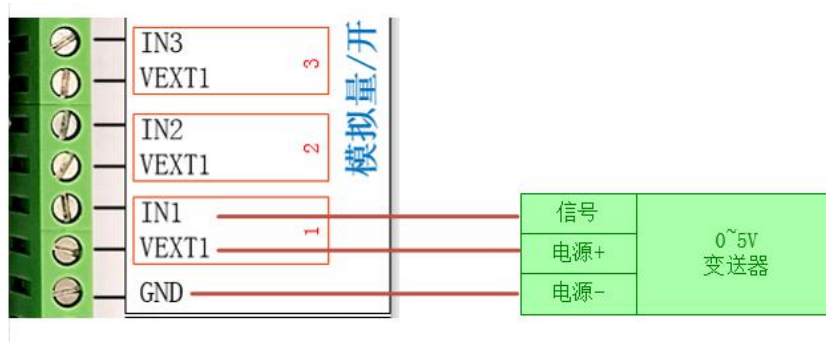 IN3
VEXT1
3
模拟量/开
IN2
VEXT1
2
IN1
VEXT1
1
GND
信号
电源+
电源-
0~5V
变送器